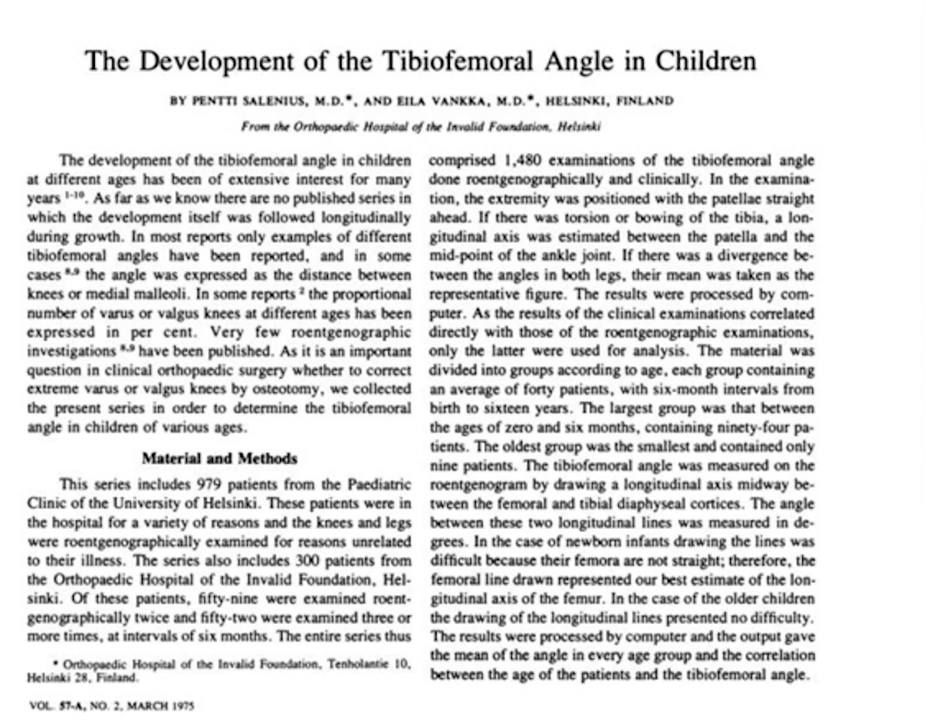 The Development of the Tibiofemoral Angle in Children
BY PENTTI SALENIUS, M.D.*, AND EILA VANKKA, M.D.*, HELSINKI, FINLAND
From the Orthopaedic Hospital of the Invalid Foundation, Helsinki
The development of the tibiofemoral angle in children
at different ages has been of extensive interest for many
years 1-10. As far as we know there are no published series in
which the development itself was followed longitudinally
during growth. In most reports only examples of different
tibiofemoral angles have been reported, and in some
cases 8,9 the angle was expressed as the distance between
knees or medial malleoli. In some reports 2 the proportional
number of varus or valgus knees at different ages has been
expressed in per cent. Very few roentgenographic
investigations 8,9 have been published. As it is an important
question in clinical orthopaedic surgery whether to correct
extreme varus or valgus knees by osteotomy, we collected
the present series in order to determine the tibiofemoral
angle in children of various ages.
Material and Methods
This series includes 979 patients from the Paediatric
Clinic of the University of Helsinki. These patients were in
the hospital for a variety of reasons and the knees and legs
were roentgenographically examined for reasons unrelated
to their illness. The series also includes 300 patients from
the Orthopaedic Hospital of the Invalid Foundation, Hel-
sinki. Of these patients, fifty-nine were examined roent-
genographically twice and fifty-two were examined three or
more times, at intervals of six months. The entire series thus
* Orthopaedic Hospital of the Invalid Foundation, Tenholantie 10,
Helsinki 28, Finland.
VOL. 57-A, NO. 2, MARCH 1975
comprised 1,480 examinations of the tibiofemoral angle
done roentgenographically and clinically. In the examina-
tion, the extremity was positioned with the patellae straight
ahead. If there was torsion or bowing of the tibia, a lon-
gitudinal axis was estimated between the patella and the
mid-point of the ankle joint. If there was a divergence be-
tween the angles in both legs, their mean was taken as the
representative figure. The results were processed by com-
puter. As the results of the clinical examinations correlated
directly with those of the roentgenographic examinations,
only the latter were used for analysis. The material was
divided into groups according to age, each group containing
an average of forty patients, with six-month intervals from
birth to sixteen years. The largest group was that between
the ages of zero and six months, containing ninety-four pa-
tients. The oldest group was the smallest and contained only
nine patients. The tibiofemoral angle was measured on the
roentgenogram by drawing a longitudinal axis midway be-
tween the femoral and tibial diaphyseal cortices. The angle
between these two longitudinal lines was measured in de-
grees. In the case of newborn infants drawing the lines was
difficult because their femora are not straight; therefore, the
femoral line drawn represented our best estimate of the lon-
gitudinal axis of the femur. In the case of the older children
the drawing of the longitudinal lines presented no difficulty.
The results were processed by computer and the output gave
the mean of the angle in every age group and the correlation
between the age of the patients and the tibiofemoral angle.